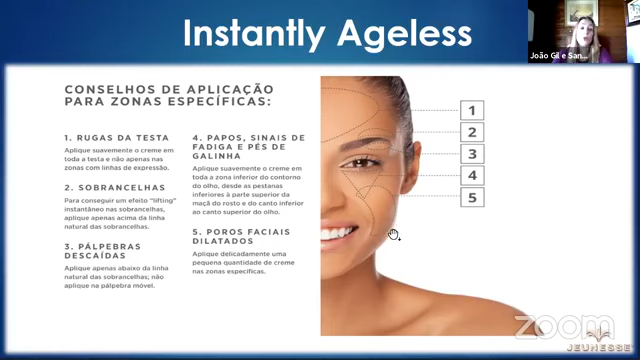 Instantly Ageless
João Gil e San...
CONSELHOS DE APLICAÇÃO
PARA ZONAS ESPECÍFICAS:
1. RUGAS DA TESTA
Aplique suavemente o creme em
toda a testa e não apenas nas
zonas com linhas de expressão.
2. SOBRANCELHAS
Para conseguir um efeito "lifting"
instantâneo nas sobrancelhas,
aplique apenas acima da linha
natural das sobrancelhas.
3. PÁLPEBRAS
DESCAÍDAS
Aplique apenas abaixo da linha
natural das sobrancelhas; não
aplique na pálpebra móvel.
4. PAPOS, SINAIS DE
FADIGA E PÉS DE
GALINHA
Aplique suavemente o creme em
toda a zona inferior do contorno
do olho, desde as pestanas
inferiores à parte superior da
maçã do rosto e do canto inferior
ao canto superior do olho.
5. POROS FACIAIS
DILATADOS
Aplique delicadamente uma
pequena quantidade de creme
nas zonas específicas.
1
2
3
4
5
zoom
JEUNESSE